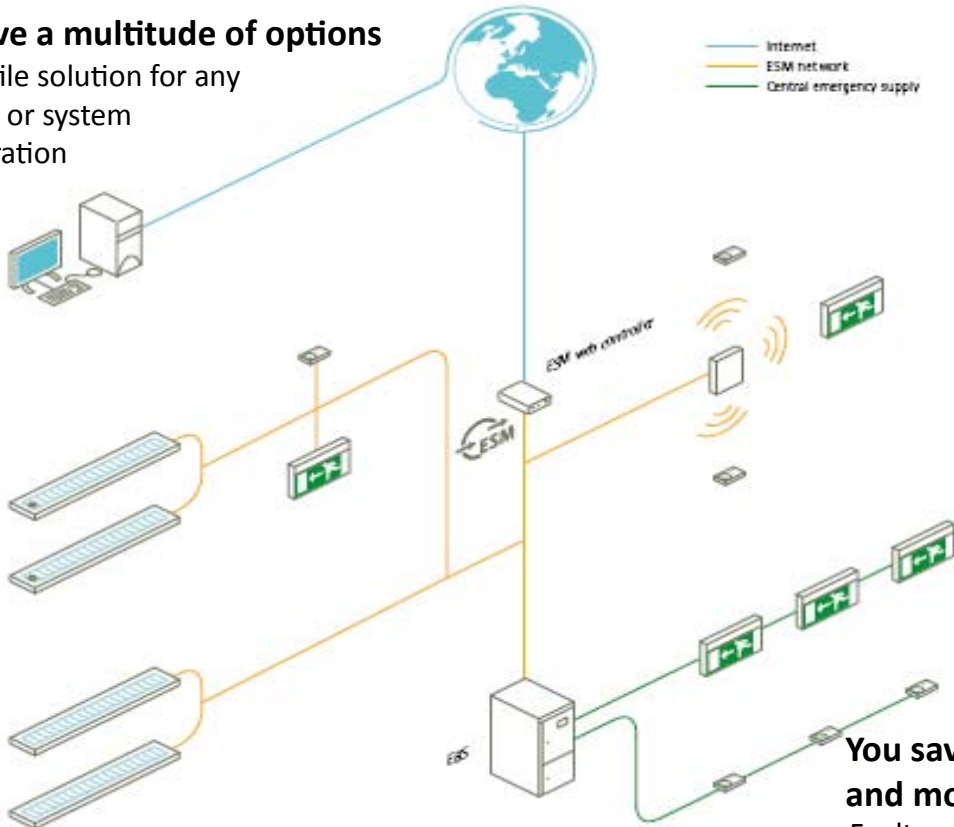 ve a multitude of options
ile solution for any
or system
ration
Internet
ESM network
Central emergency supply
ESM web controller
ESM
EBS
You sav
and mo